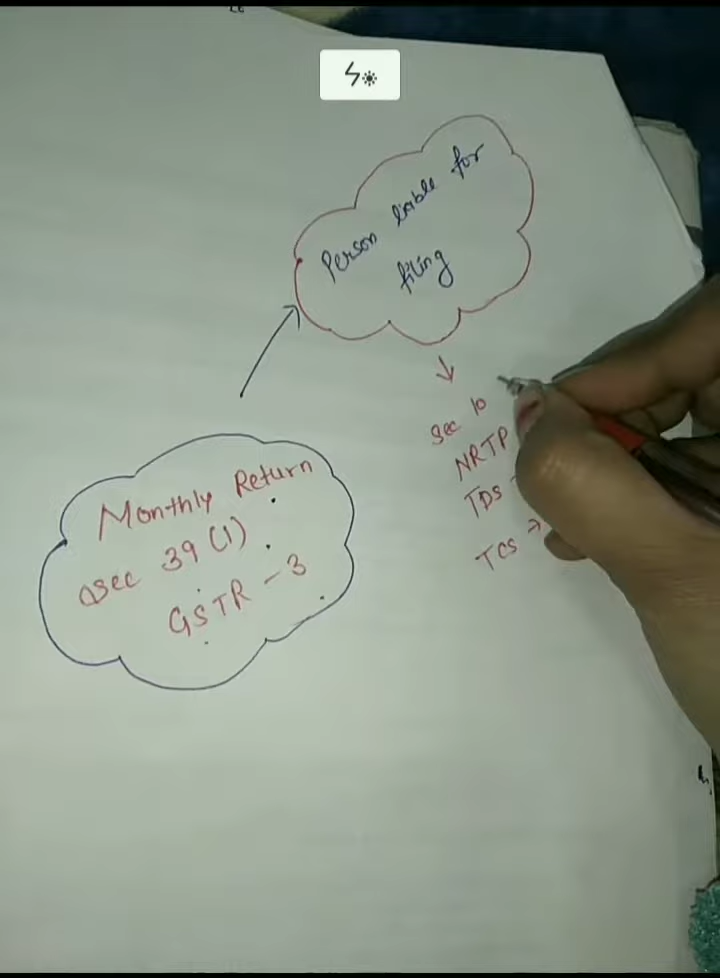 Person liable for
filing
Sec 10
NRTP
TDS -
TCS →
Monthly Return
Sec 39 (1)
GSTR - 3